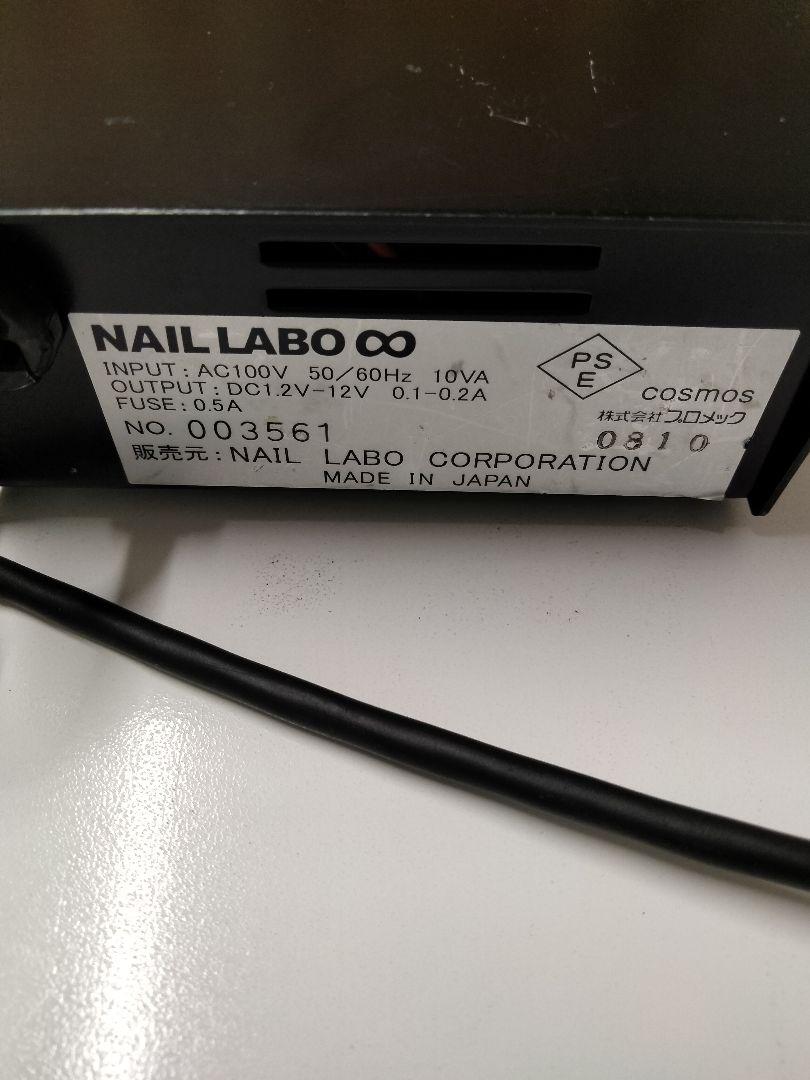 NAIL LABO ∞
INPUT : AC100V 50/60Hz 10VA
OUTPUT : DC1.2V-12V 0.1-0.2A
FUSE : 0.5A
NO. 003561
PS
E
cosmos
株式会社プロメック
0810
販売元 : NAIL LABO CORPORATION
MADE IN JAPAN